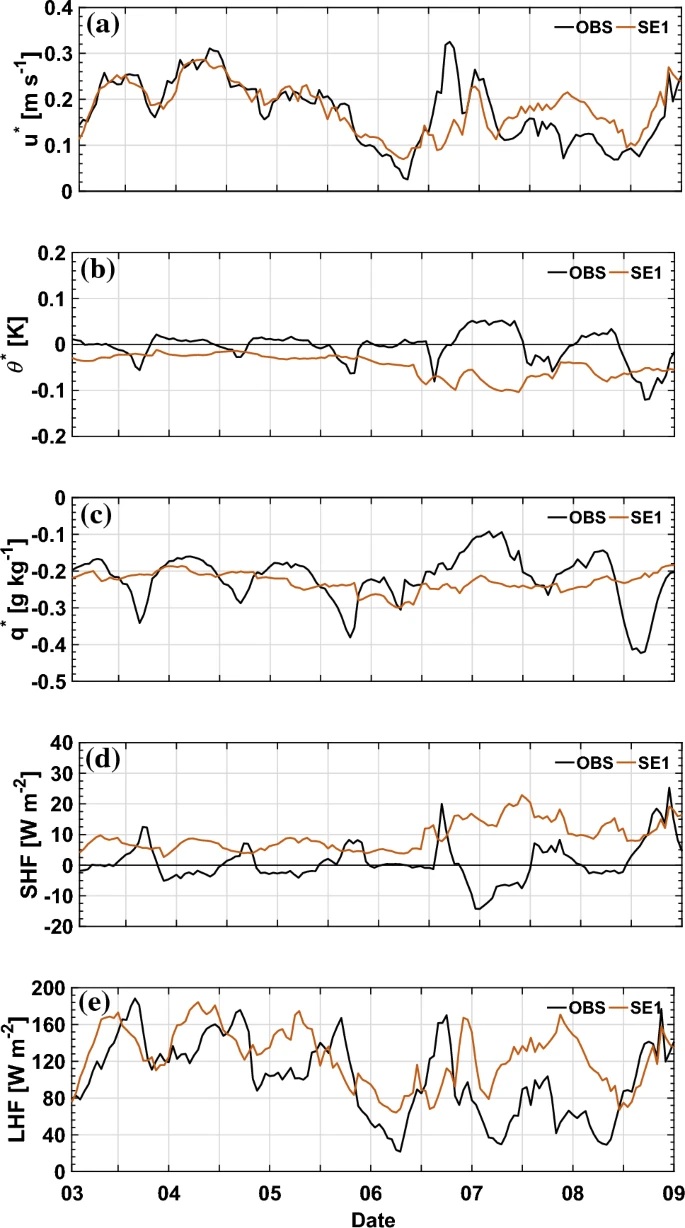 (a)
OBS SE1
0.4
0.3
0.2
0.1
0
u* [m s-1]
(b)
OBS SE1
0.2
0.1
0
-0.1
-0.2
θ* [K]
(c)
OBS SE1
0
-0.1
-0.2
-0.3
-0.4
-0.5
q* [g kg-1]
(d)
OBS SE1
40
30
20
10
0
-10
-20
SHF [W m-2]
(e)
OBS SE1
200
160
120
80
40
0
LHF [W m-2]
03 04 05 06 07 08 09
Date